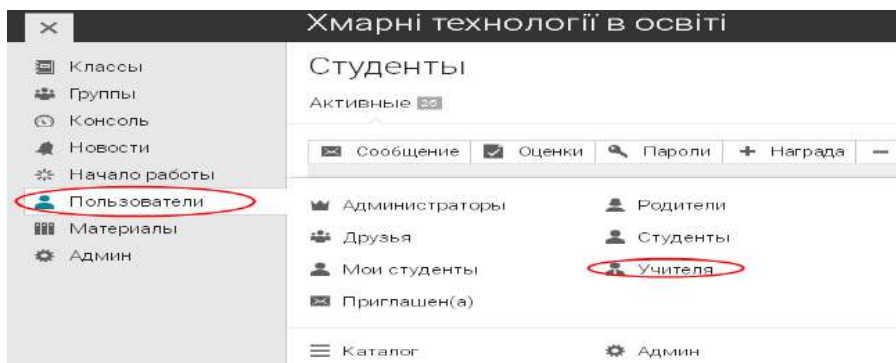 Хмарні технології в освіті
Классы
Группы
Консоль
Новости
Начало работы
Пользователи
Материалы
Админ
Студенты
Активные 26
Сообщение Оценки Пароли Награда
Администраторы Родители
Друзья Студенты
Мои студенты Учителя
Приглашен(а)
Каталог Админ